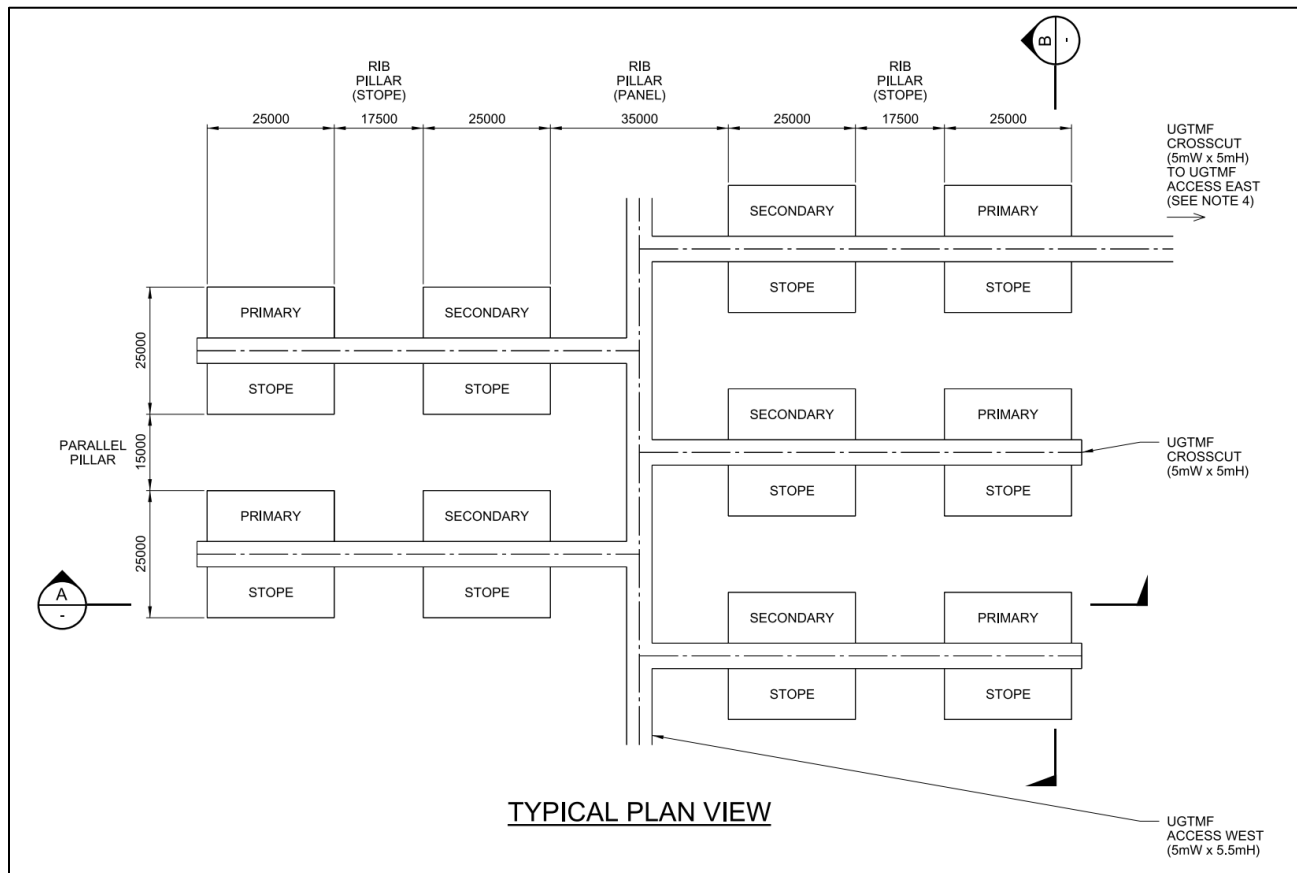 B
-
RIB
PILLAR
(STOPE)
RIB
PILLAR
(PANEL)
RIB
PILLAR
(STOPE)
25000
17500
25000
35000
25000
17500
25000
UGTMF
CROSSCUT
(5mW x 5mH)
TO UGTMF
ACCESS EAST
(SEE NOTE 4)
SECONDARY
PRIMARY
STOPE
STOPE
PRIMARY
SECONDARY
25000
STOPE
STOPE
SECONDARY
PRIMARY
PARALLEL
PILLAR
15000
UGTMF
CROSSCUT
(5mW x 5mH)
STOPE
STOPE
PRIMARY
SECONDARY
25000
STOPE
STOPE
A
-
SECONDARY
PRIMARY
STOPE
STOPE
TYPICAL PLAN VIEW
UGTMF
ACCESS WEST
(5mW x 5.5mH)